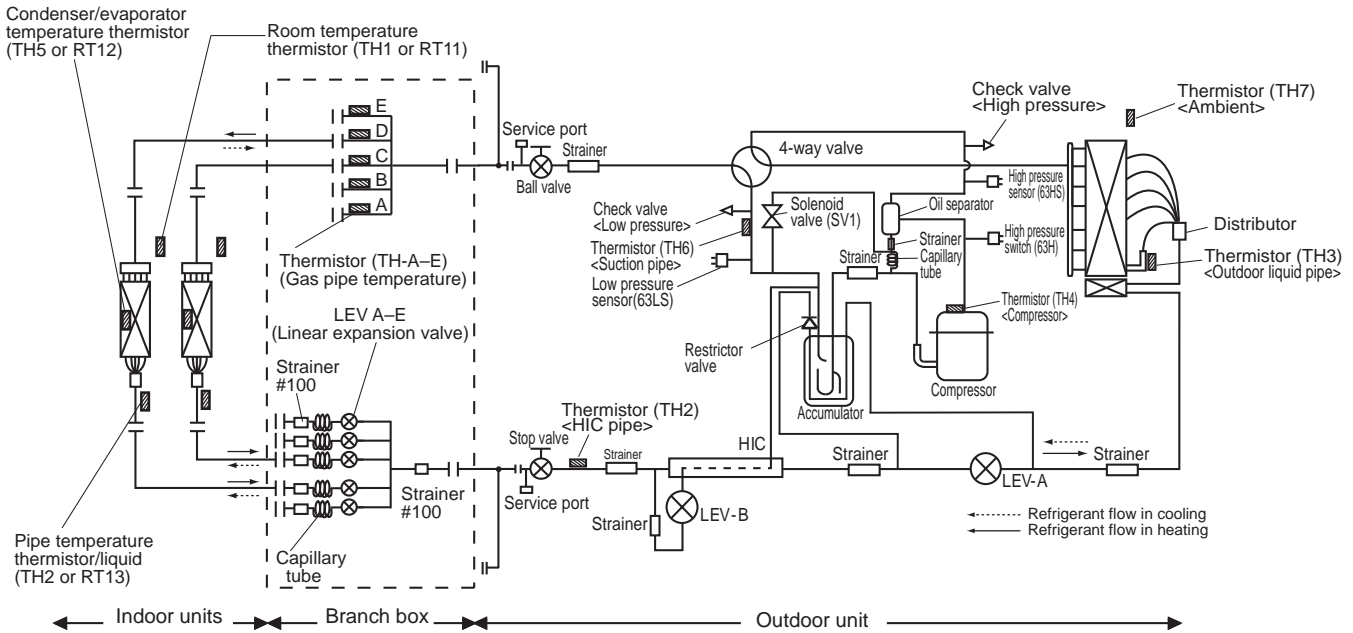 Condenser/evaporator
temperature thermistor
(TH5 or RT12)
Room temperature
thermistor (TH1 or RT11)
E
D
C
B
A
Thermistor (TH-A–E)
(Gas pipe temperature)
LEV A–E
(Linear expansion valve)
Strainer
#100
Strainer
#100
Capillary
tube
Pipe temperature
thermistor/liquid
(TH2 or RT13)
Service port
Ball valve
Strainer
4-way valve
Check valve
<High pressure>
Thermistor (TH7)
<Ambient>
Check valve
<Low pressure>
Thermistor (TH6)
<Suction pipe>
Low pressure
sensor(63LS)
Solenoid
valve (SV1)
Oil separator
High pressure
sensor (63HS)
High pressure
switch (63H)
Strainer
Capillary
tube
Strainer
Distributor
Thermistor (TH3)
<Outdoor liquid pipe>
Thermistor (TH4)
<Compressor>
Restrictor
valve
Accumulator
Compressor
Thermistor (TH2)
<HIC pipe>
Stop valve
Service port
Strainer
HIC
Strainer
LEV-B
Strainer
LEV-A
Strainer
Refrigerant flow in cooling
Refrigerant flow in heating
Indoor units
Branch box
Outdoor unit